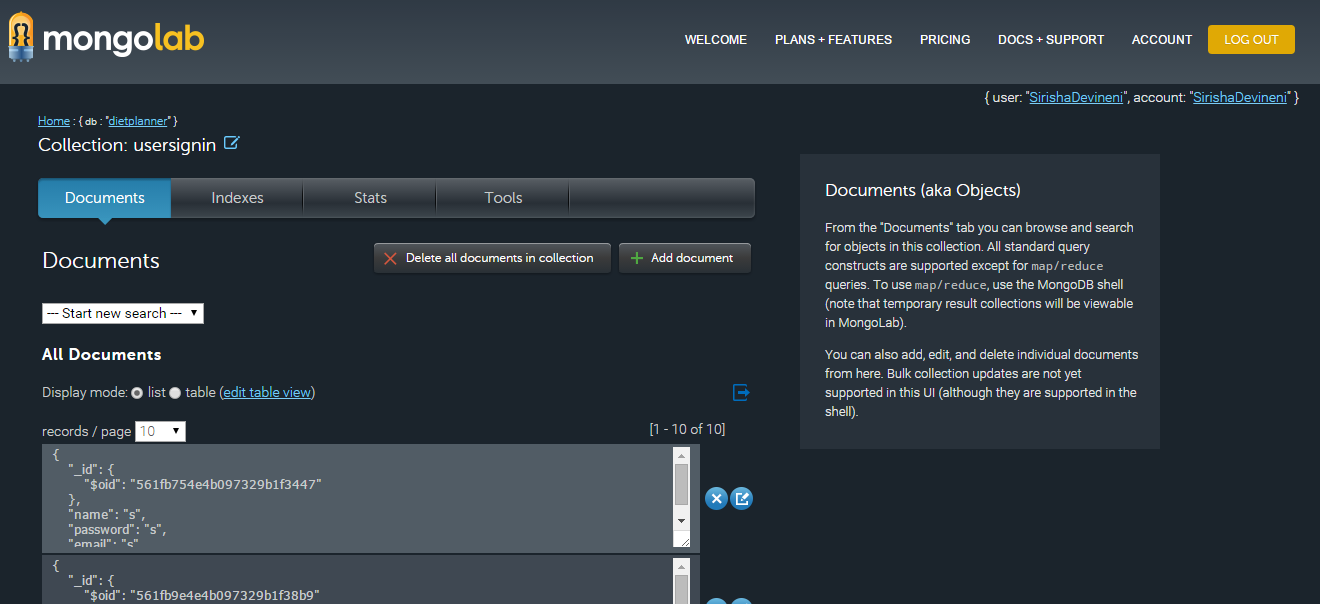 mongolab
WELCOME PLANS + FEATURES PRICING DOCS + SUPPORT ACCOUNT LOG OUT
{ user: "SirishaDevineni", account: "SirishaDevineni" }
Home : { db : "dietplanner" }
Collection: usersignin
Documents Indexes Stats Tools
Documents
Delete all documents in collection
Add document
--- Start new search ---
All Documents
Display mode: list table (edit table view)
records / page 10
[1 - 10 of 10]
{
"_id": {
"$oid": "561fb754e4b097329b1f3447"
},
"name": "s",
"password": "s",
"email": "s"
{
"_id": {
"$oid": "561fb9e4e4b097329b1f38b9"
Documents (aka Objects)
From the "Documents" tab you can browse and search
for objects in this collection. All standard query
constructs are supported except for map/reduce
queries. To use map/reduce, use the MongoDB shell
(note that temporary result collections will be viewable
in MongoLab).
You can also add, edit, and delete individual documents
from here. Bulk collection updates are not yet
supported in this UI (although they are supported in the
shell).